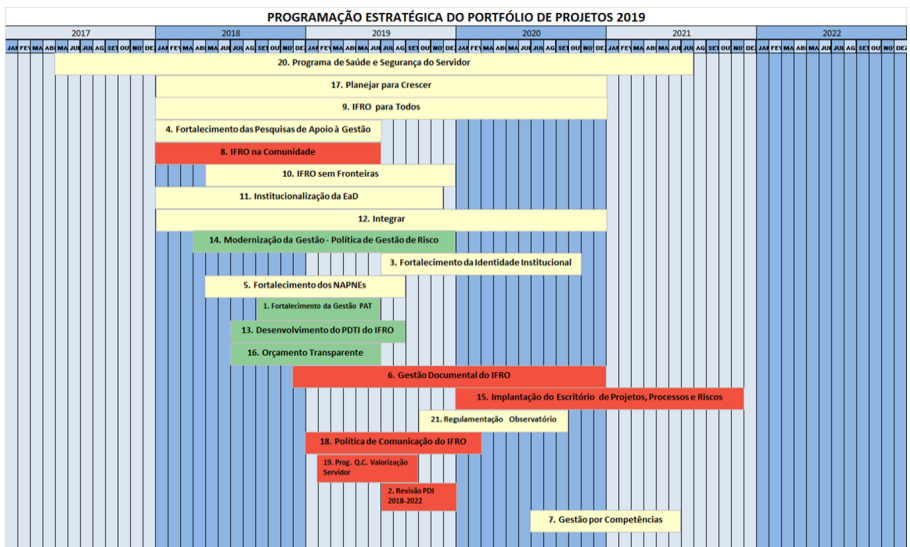 PROGRAMAÇÃO ESTRATÉGICA DO PORTFÓLIO DE PROJETOS 2019
2017 2018 2019 2020 2021 2022
20. Programa de Saúde e Segurança do Servidor
17. Planejar para Crescer
9. IFRO para Todos
4. Fortalecimento das Pesquisas de Apoio à Gestão
8. IFRO na Comunidade
10. IFRO sem Fronteiras
11. Institucionalização da EaD
12. Integrar
14. Modernização da Gestão - Política de Gestão de Risco
3. Fortalecimento da Identidade Institucional
5. Fortalecimento dos NAPNEs
1. Fortalecimento da Gestão PAT
13. Desenvolvimento do PDTI do IFRO
16. Orçamento Transparente
6. Gestão Documental do IFRO
15. Implantação do Escritório de Projetos, Processos e Riscos
21. Regulamentação Observatório
18. Política de Comunicação do IFRO
19. Prog. Q.C. Valorização
Servidor
2. Revisão PDI
2018-2022
7. Gestão por Competências